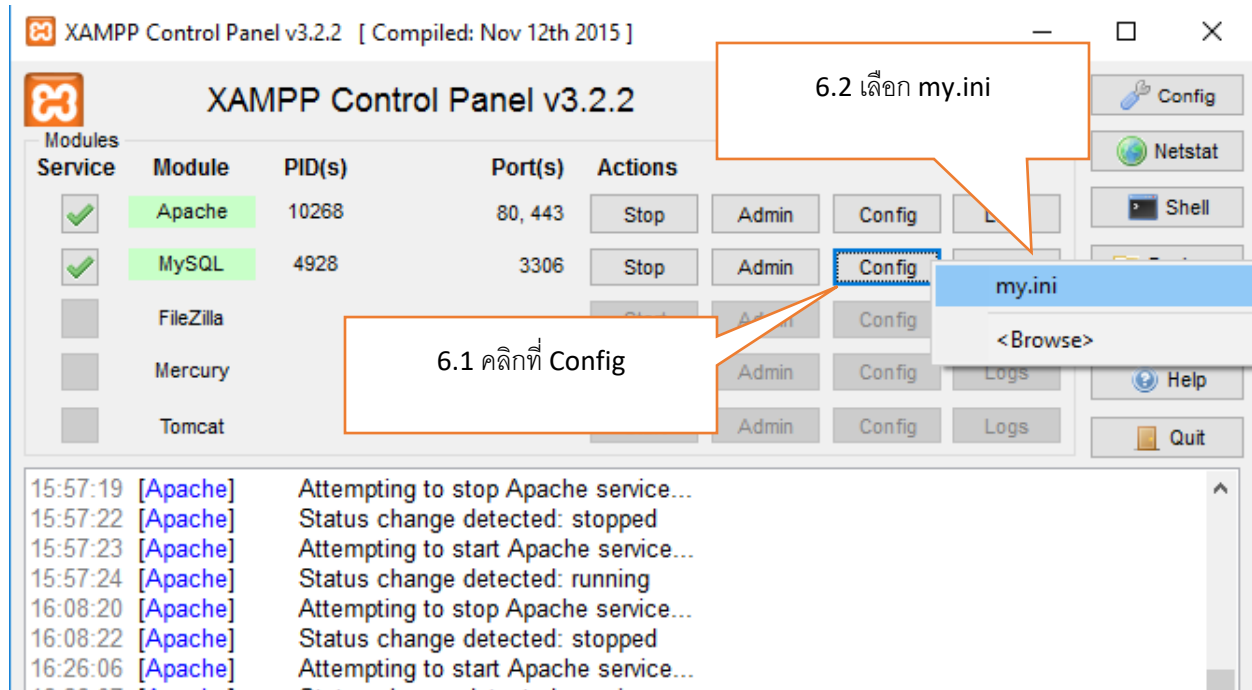 XAMPP Control Panel v3.2.2 [ Compiled: Nov 12th 2015 ]
6.2 เลือก my.ini
XAMPP Control Panel v3.2.2
Config
Modules
Service Module PID(s) Port(s) Actions
Netstat
Apache 10268 80, 443 Stop Admin Config
Shell
MySQL 4928 3306 Stop Admin Config
my.ini
FileZilla Config
<Browse>
6.1 คลิกที่ Config
Mercury Admin Config Logs
Help
Tomcat Admin Config Logs
Quit
15:57:19 [Apache] Attempting to stop Apache service...
15:57:22 [Apache] Status change detected: stopped
15:57:23 [Apache] Attempting to start Apache service...
15:57:24 [Apache] Status change detected: running
16:08:20 [Apache] Attempting to stop Apache service...
16:08:22 [Apache] Status change detected: stopped
16:26:06 [Apache] Attempting to start Apache service...